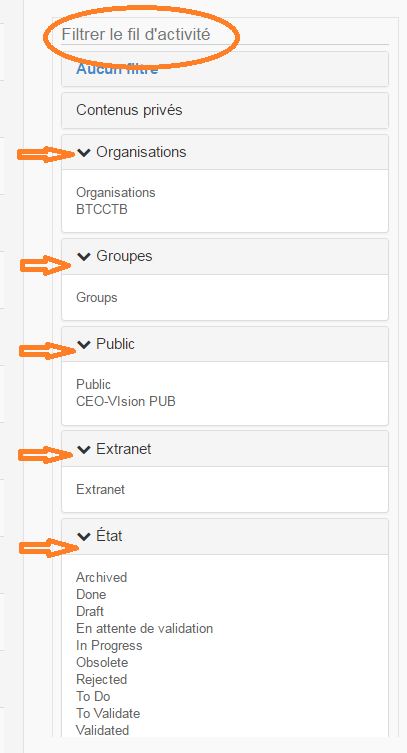 Filtrer le fil d'activité
Aucun filtre
Contenus privés
Organisations
Organisations
BTCCTB
Groupes
Groups
Public
Public
CEO-VIsion PUB
Extranet
Extranet
État
Archived
Done
Draft
En attente de validation
In Progress
Obsolete
Rejected
To Do
To Validate
Validated